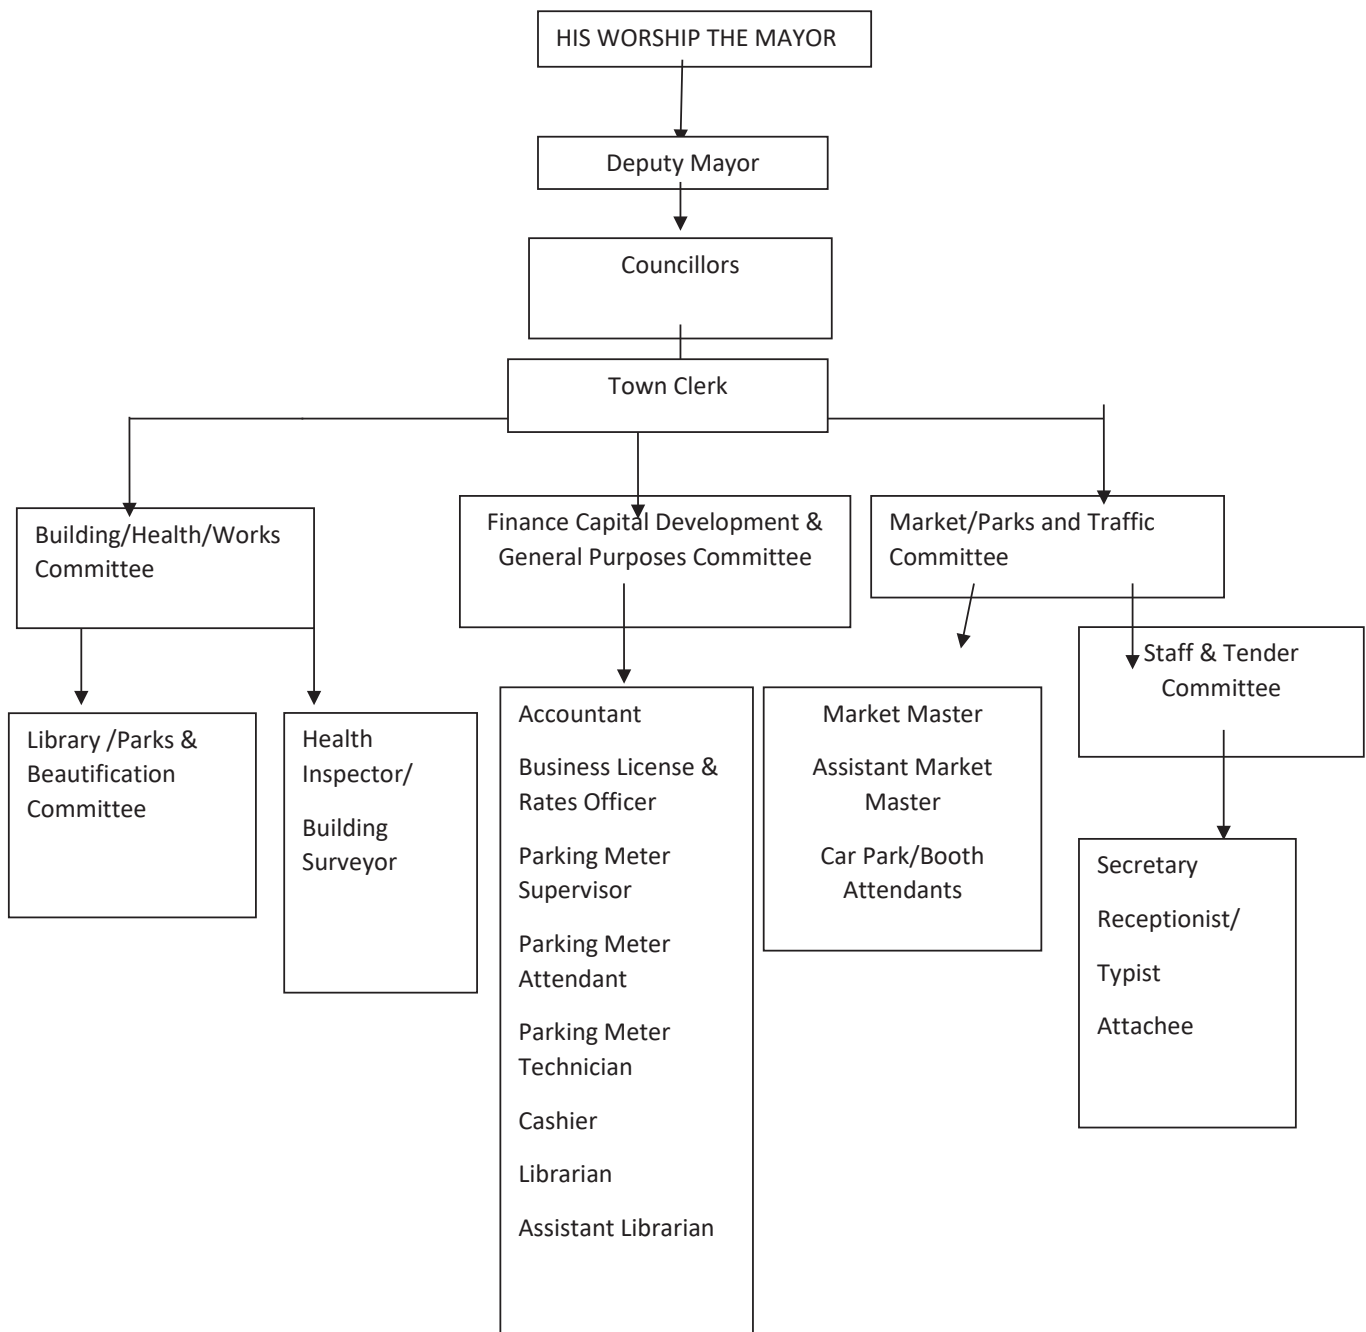 HIS WORSHIP THE MAYOR
Deputy Mayor
Councillors
Town Clerk
Building/Health/Works
Committee
Finance Capital Development &
General Purposes Committee
Market/Parks and Traffic
Committee
Staff & Tender
Committee
Library /Parks &
Beautification
Committee
Health
Inspector/
Building
Surveyor
Accountant
Business License &
Rates Officer
Parking Meter
Supervisor
Parking Meter
Attendant
Parking Meter
Technician
Cashier
Librarian
Assistant Librarian
Market Master
Assistant Market
Master
Car Park/Booth
Attendants
Secretary
Receptionist/
Typist
Attachee